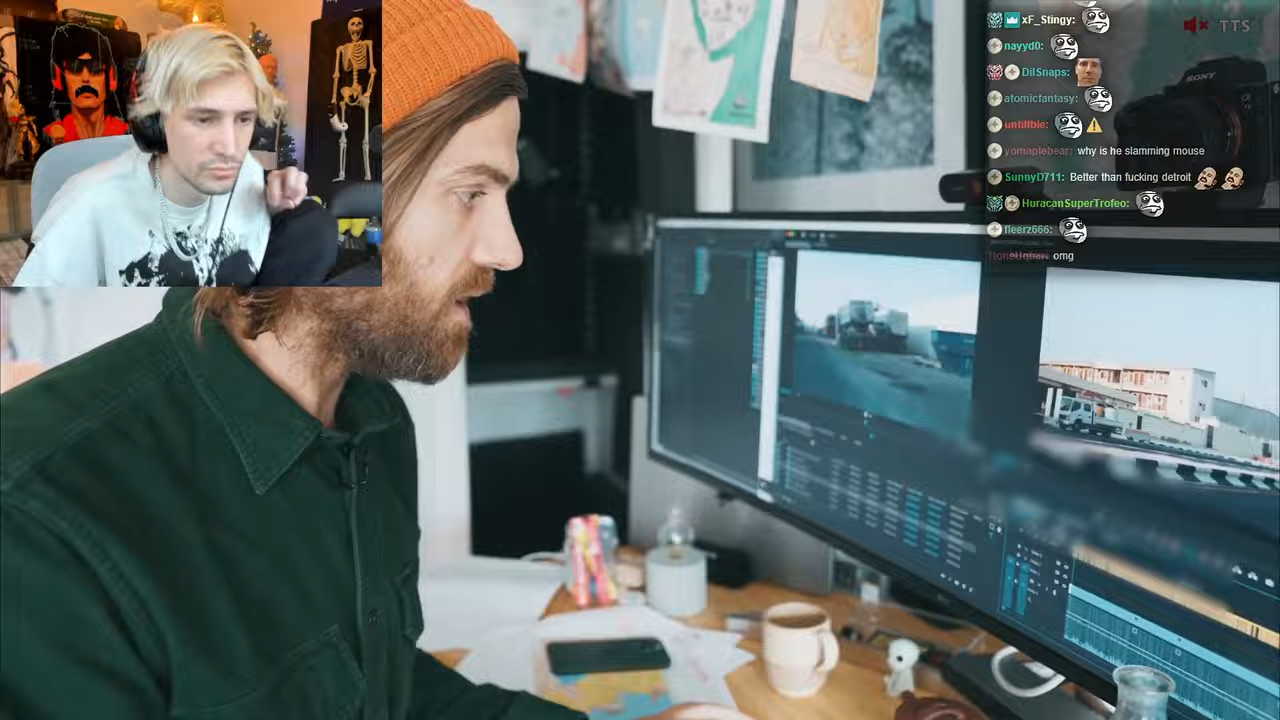 xF_Stingy:
TTS
nayyd0:
DilSnaps:
SONY
atomicfantasy:
untillble:
yomaplebear: why is he slamming mouse
SunnyD711: Better than fucking detroit
HuracanSuperTrofeo:
fleerz666:
omg